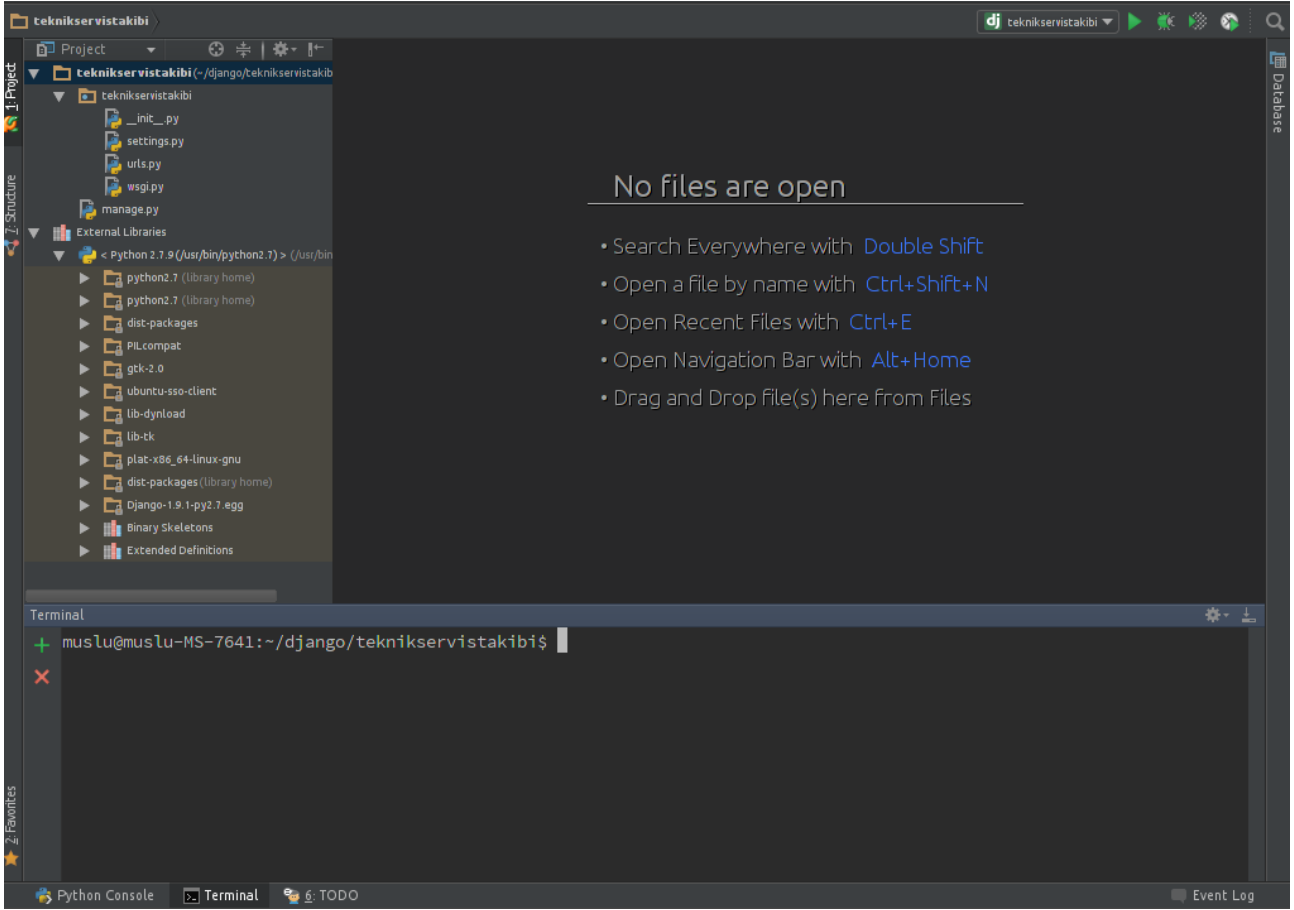 teknikservistakibi
teknikservistakibi
Project
teknikservistakibi (~/django/teknikservistakib
teknikservistakibi
__init__.py
settings.py
urls.py
wsgi.py
manage.py
External Libraries
< Python 2.7.9 (/usr/bin/python2.7) > (/usr/bin
python2.7 (library home)
python2.7 (library home)
dist-packages
PILcompat
gtk-2.0
ubuntu-sso-client
lib-dynload
lib-tk
plat-x86_64-linux-gnu
dist-packages (library home)
Django-1.9.1-py2.7.egg
Binary Skeletons
Extended Definitions
1: Project
7: Structure
2: Favorites
Database
No files are open
• Search Everywhere with Double Shift
• Open a file by name with Ctrl+Shift+N
• Open Recent Files with Ctrl+E
• Open Navigation Bar with Alt+Home
• Drag and Drop file(s) here from Files
Terminal
muslu@muslu-MS-7641:~/django/teknikservistakibi$
Python Console
Terminal
6: TODO
Event Log